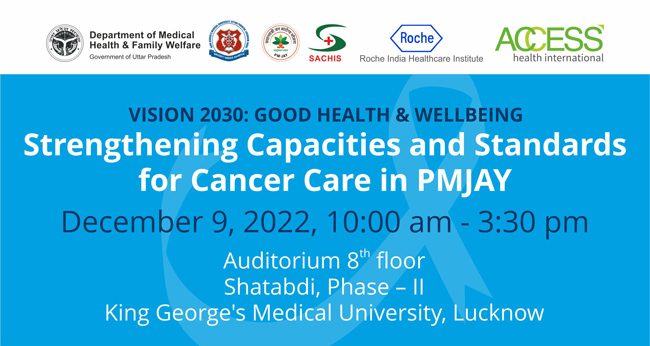 Department of Medical
Health & Family Welfare
Government of Uttar Pradesh
SACHIS
Roche
Roche India Healthcare Institute
ACCESS
health international
VISION 2030: GOOD HEALTH & WELLBEING
Strengthening Capacities and Standards
for Cancer Care in PMJAY
December 9, 2022, 10:00 am - 3:30 pm
Auditorium 8th floor
Shatabdi, Phase – II
King George's Medical University, Lucknow